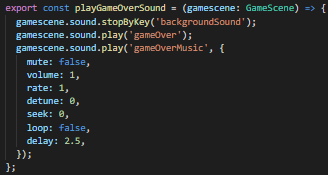 export const playGameOverSound = (gamescene: GameScene) => {
  gamescene.sound.stopByKey('backgroundSound');
  gamescene.sound.play('gameOver');
  gamescene.sound.play('gameOverMusic', {
    mute: false,
    volume: 1,
    rate: 1,
    detune: 0,
    seek: 0,
    loop: false,
    delay: 2.5,
  });
};